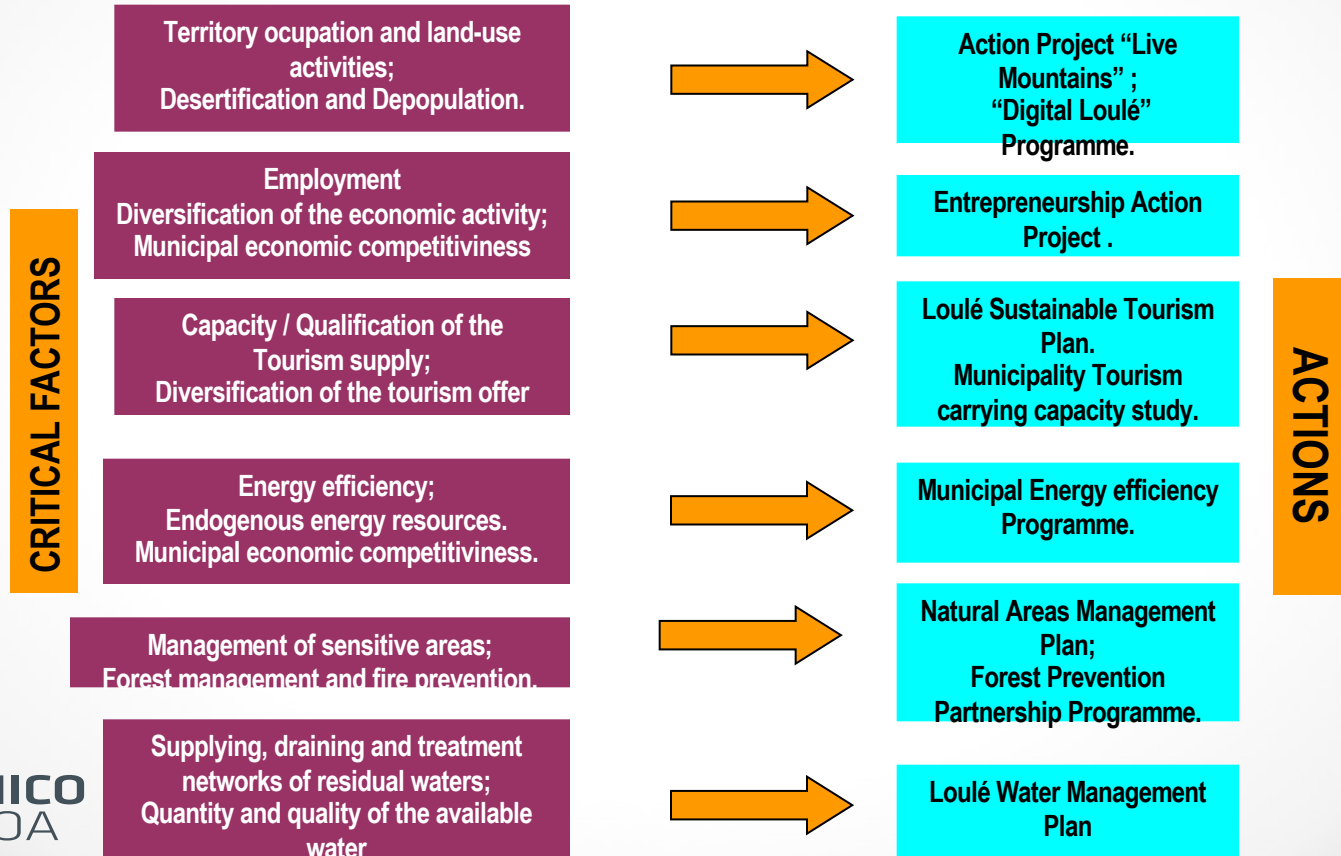 Territory ocupation and land-use
activities;
Desertification and Depopulation.
Action Project “Live
Mountains” ;
“Digital Loulé”
Programme.
Employment
Diversification of the economic activity;
Municipal economic competitiviness
Entrepreneurship Action
Project .
CRITICAL FACTORS
Capacity / Qualification of the
Tourism supply;
Diversification of the tourism offer
Loulé Sustainable Tourism
Plan.
Municipality Tourism
carrying capacity study.
ACTIONS
Energy efficiency;
Endogenous energy resources.
Municipal economic competitiviness.
Municipal Energy efficiency
Programme.
Management of sensitive areas;
Forest management and fire prevention.
Natural Areas Management
Plan;
Forest Prevention
Partnership Programme.
Supplying, draining and treatment
networks of residual waters;
Quantity and quality of the available
water
Loulé Water Management
Plan
NICO
OA